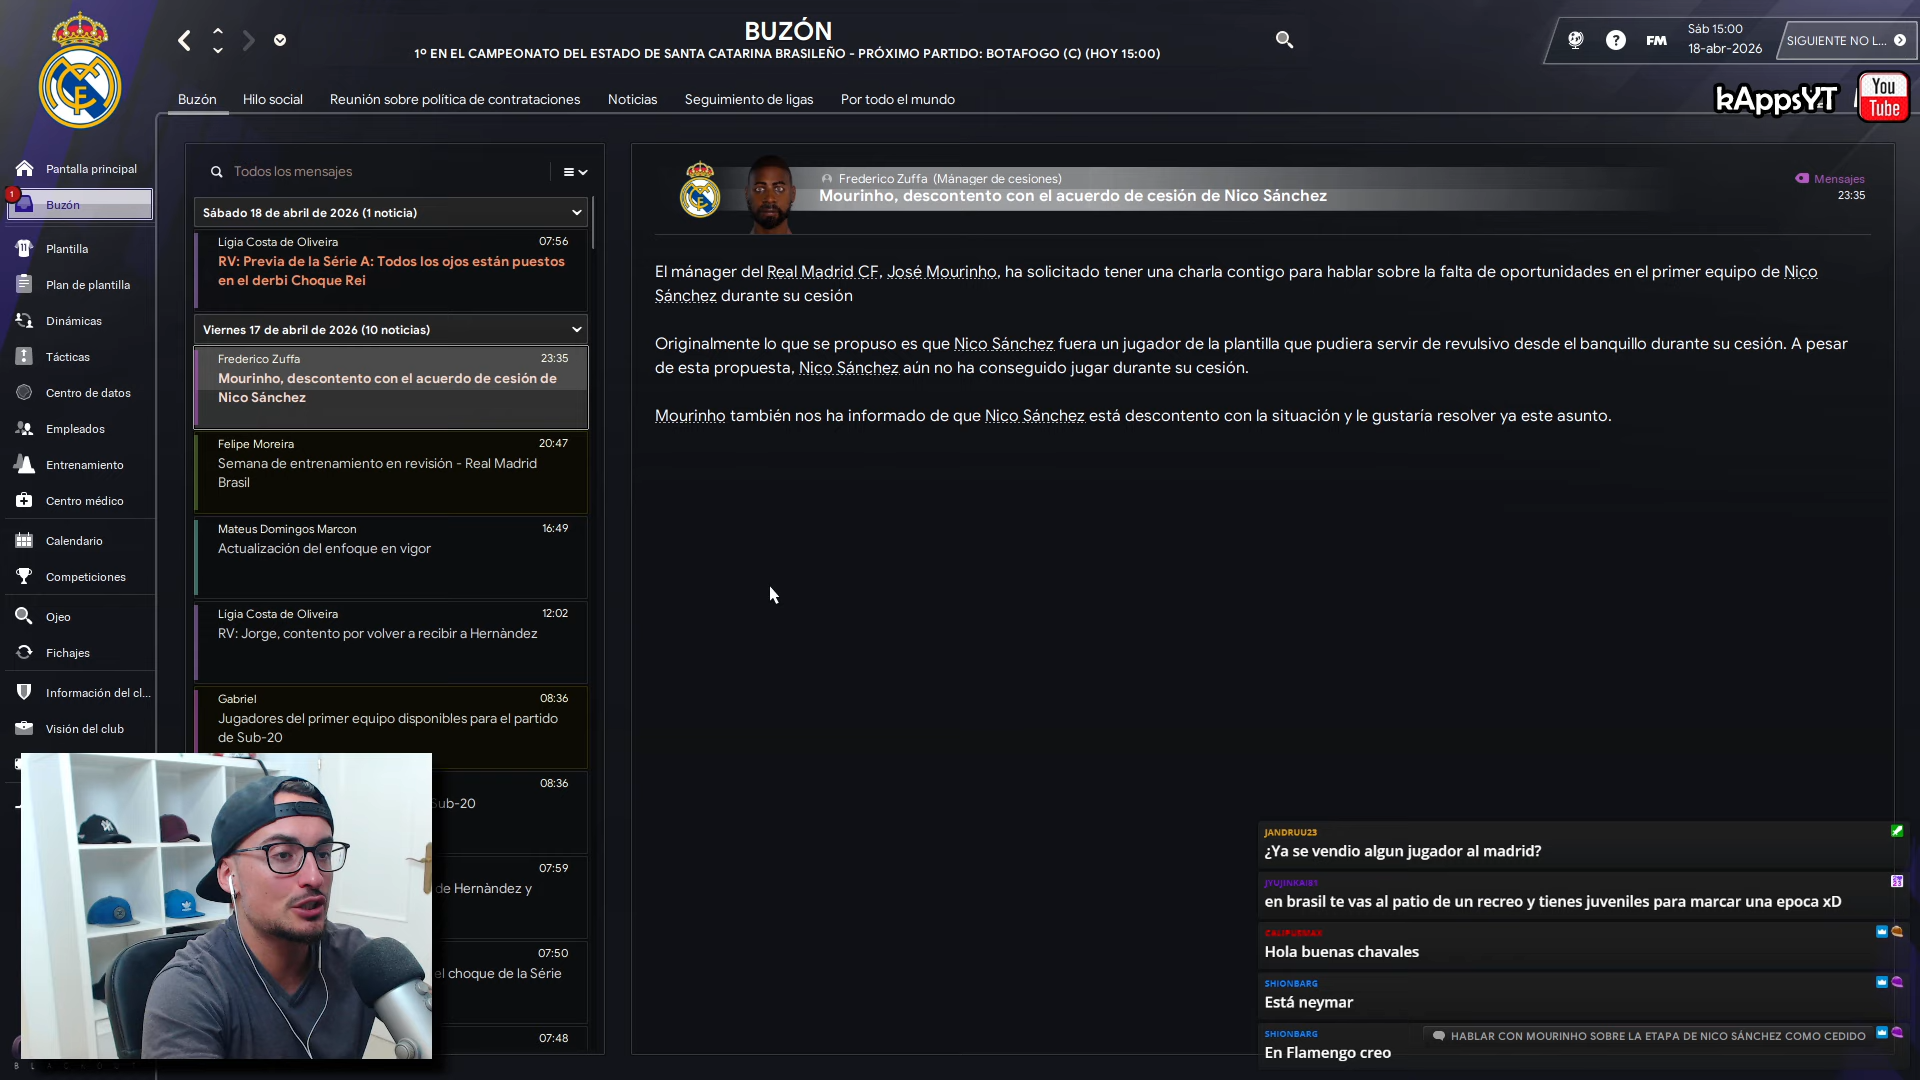 BUZÓN
1º EN EL CAMPEONATO DEL ESTADO DE SANTA CATARINA BRASILEÑO - PRÓXIMO PARTIDO: BOTAFOGO (C) (HOY 15:00)
FM
Sáb 15:00
18-abr-2026
SIGUIENTE NO L...
Buzón
Hilo social
Reunión sobre política de contrataciones
Noticias
Seguimiento de ligas
Por todo el mundo
kAppsYT
You
Tube
Pantalla principal
1
Buzón
Plantilla
Plan de plantilla
Dinámicas
Tácticas
Centro de datos
Empleados
Entrenamiento
Centro médico
Calendario
Competiciones
Ojeo
Fichajes
Información del cl...
Visión del club
Todos los mensajes
Sábado 18 de abril de 2026 (1 noticia)
Ligia Costa de Oliveira 07:56
RV: Previa de la Série A: Todos los ojos están puestos
en el derbi Choque Rei
Viernes 17 de abril de 2026 (10 noticias)
Frederico Zuffa 23:35
Mourinho, descontento con el acuerdo de cesión de
Nico Sánchez
Felipe Moreira 20:47
Semana de entrenamiento en revisión - Real Madrid
Brasil
Mateus Domingos Marcon 16:49
Actualización del enfoque en vigor
Lígia Costa de Oliveira 12:02
RV: Jorge, contento por volver a recibir a Hernàndez
Gabriel 08:36
Jugadores del primer equipo disponibles para el partido
de Sub-20
08:36
Sub-20
07:59
de Hernàndez y
07:50
el choque de la Série
07:48
Frederico Zuffa (Mánager de cesiones)
Mourinho, descontento con el acuerdo de cesión de Nico Sánchez
Mensajes
23:35
El mánager del Real Madrid CF, José Mourinho, ha solicitado tener una charla contigo para hablar sobre la falta de oportunidades en el primer equipo de Nico
Sánchez durante su cesión
Originalmente lo que se propuso es que Nico Sánchez fuera un jugador de la plantilla que pudiera servir de revulsivo desde el banquillo durante su cesión. A pesar
de esta propuesta, Nico Sánchez aún no ha conseguido jugar durante su cesión.
Mourinho también nos ha informado de que Nico Sánchez está descontento con la situación y le gustaría resolver ya este asunto.
JANDRUU23
¿Ya se vendio algun jugador al madrid?
en brasil te vas al patio de un recreo y tienes juveniles para marcar una epoca xD
Hola buenas chavales
SHIONBARG
Está neymar
SHIONBARG
HABLAR CON MOURINHO SOBRE LA ETAPA DE NICO SÁNCHEZ COMO CEDIDO
En Flamengo creo